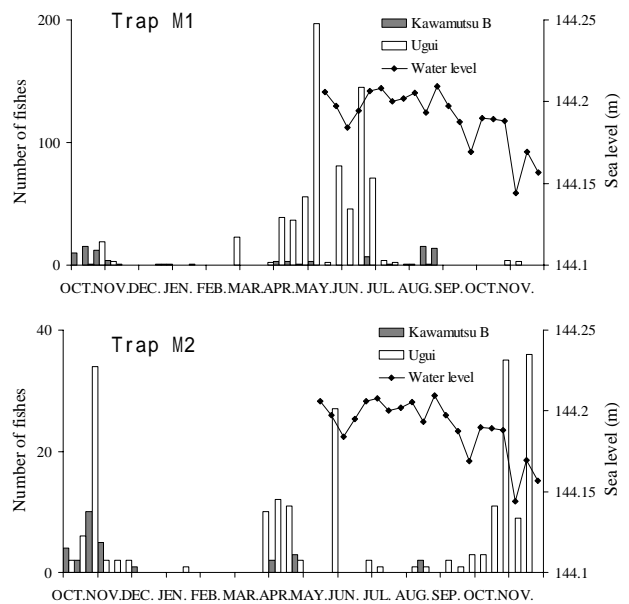 Trap M1
Kawamutsu B
Ugui
Water level
200
100
0
Number of fishes
144.25
144.2
144.15
144.1
Sea level (m)
OCT. NOV. DEC. JEN. FEB. MAR. APR. MAY JUN. JUL. AUG. SEP. OCT. NOV.
Trap M2
Kawamutsu B
Ugui
Water level
40
20
0
Number of fishes
144.25
144.2
144.15
144.1
Sea level (m)
OCT. NOV. DEC. JEN. FEB. MAR. APR. MAY JUN. JUL. AUG. SEP. OCT. NOV.